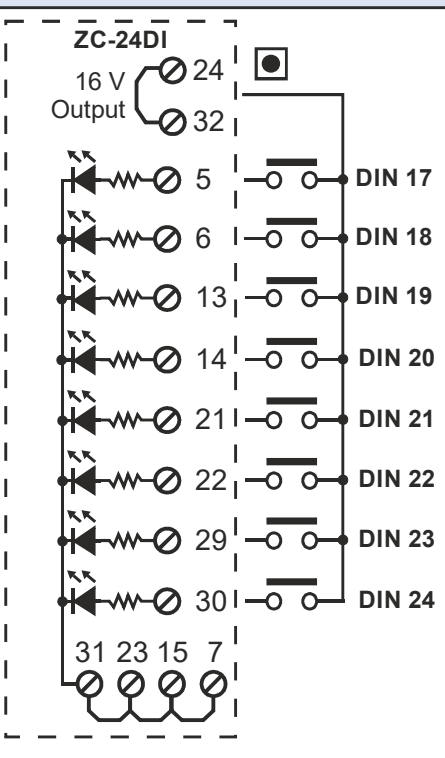 ZC-24DI
16 V
Output
24
32
5 DIN 17
6 DIN 18
13 DIN 19
14 DIN 20
21 DIN 21
22 DIN 22
29 DIN 23
30 DIN 24
31 23 15 7